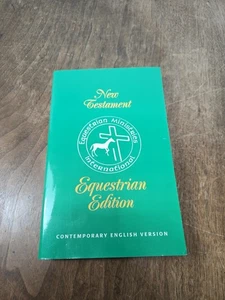 New
Testament
Equestrian Ministries
International
Equestrian
Edition
CONTEMPORARY ENGLISH VERSION